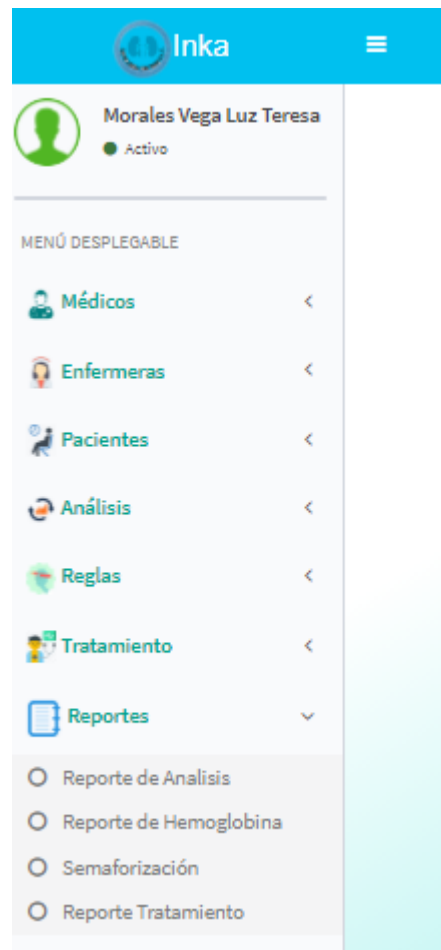 Inka
Morales Vega Luz Teresa
Activo
MENÚ DESPLEGABLE
Médicos
Enfermeras
Pacientes
Análisis
Reglas
Tratamiento
Reportes
Reporte de Analisis
Reporte de Hemoglobina
Semaforización
Reporte Tratamiento